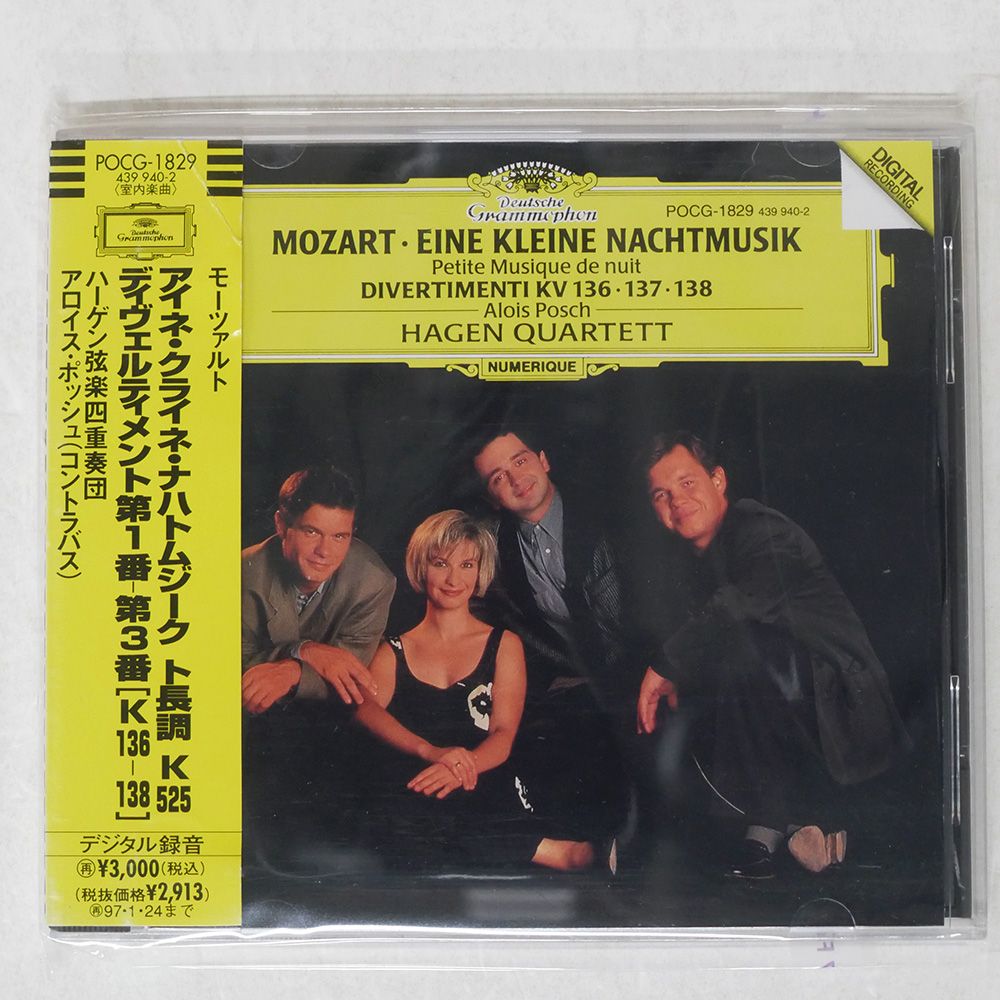 POCG-1829
439 940-2
〈室内楽曲〉
Deutsche
Grammophon
モーツァルト
アイネ・クライネ・ナハトムジーク ト長調 K525
ディヴェルティメント第1番-第3番[K136-138]
ハーゲン弦楽四重奏団
アロイス・ポッシュ(コントラバス)
デジタル録音
再¥3,000(税込)
(税抜価格¥2,913)
再97・1・24まで
Deutsche
Grammophon
POCG-1829 439 940-2
DIGITAL
RECORDING
MOZART · EINE KLEINE NACHTMUSIK
Petite Musique de nuit
DIVERTIMENTI KV 136 · 137 · 138
Alois Posch
HAGEN QUARTETT
NUMERIQUE